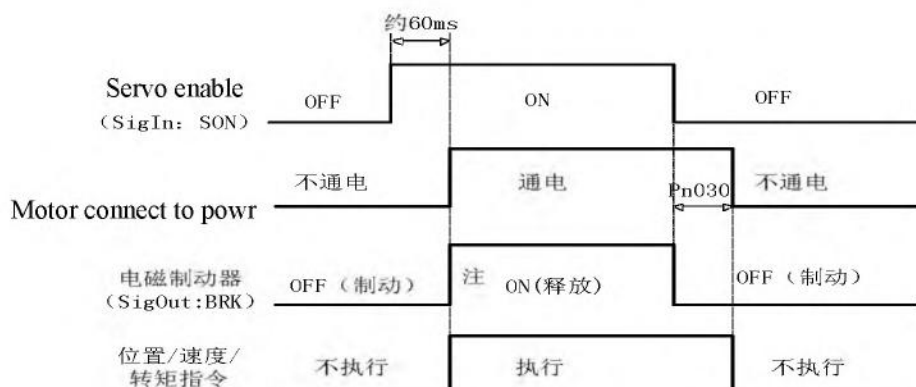 约60ms
Servo enable
(SigIn: SON)
OFF
ON
OFF
不通电
通电
Pn030
不通电
Motor connect to powr
电磁制动器
(SigOut:BRK)
OFF（制动）
注
ON(释放)
OFF（制动）
位置/速度/
转矩指令
不执行
执行
不执行